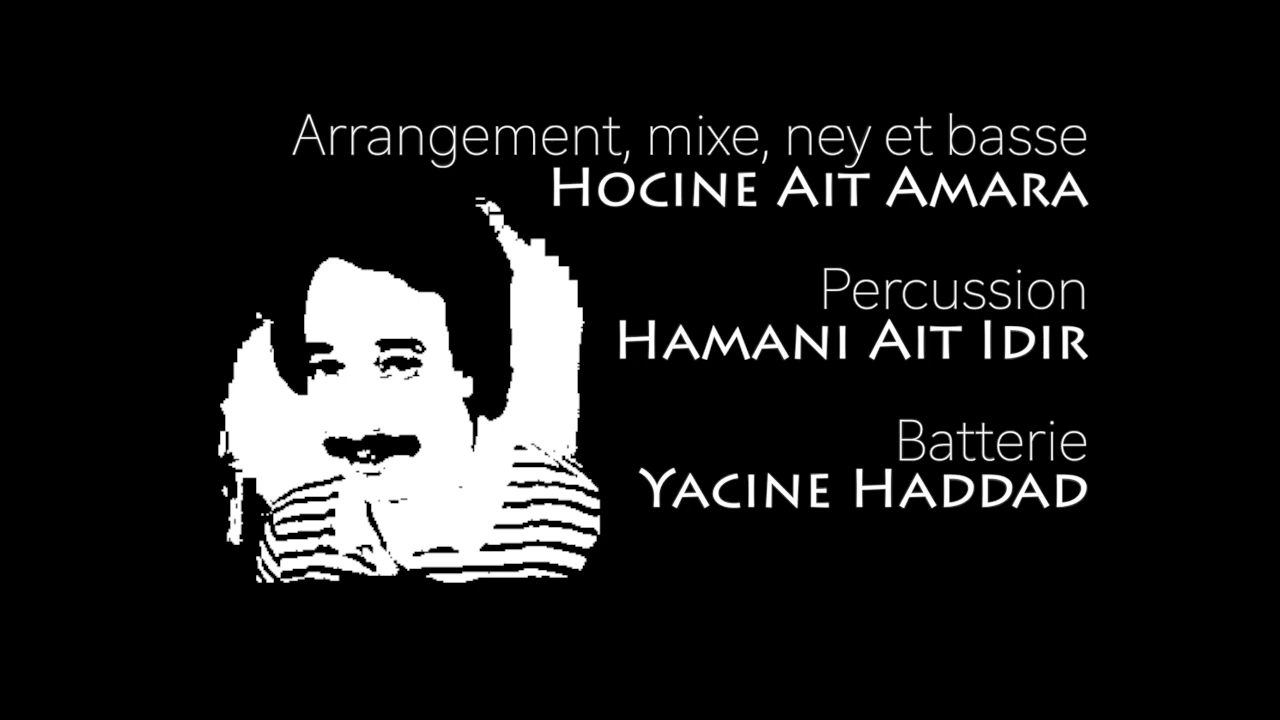 Arrangement, mixe, ney et basse
HOCINE AIT AMARA
Percussion
HAMANI AIT IDIR
Batterie
YACINE HADDAD